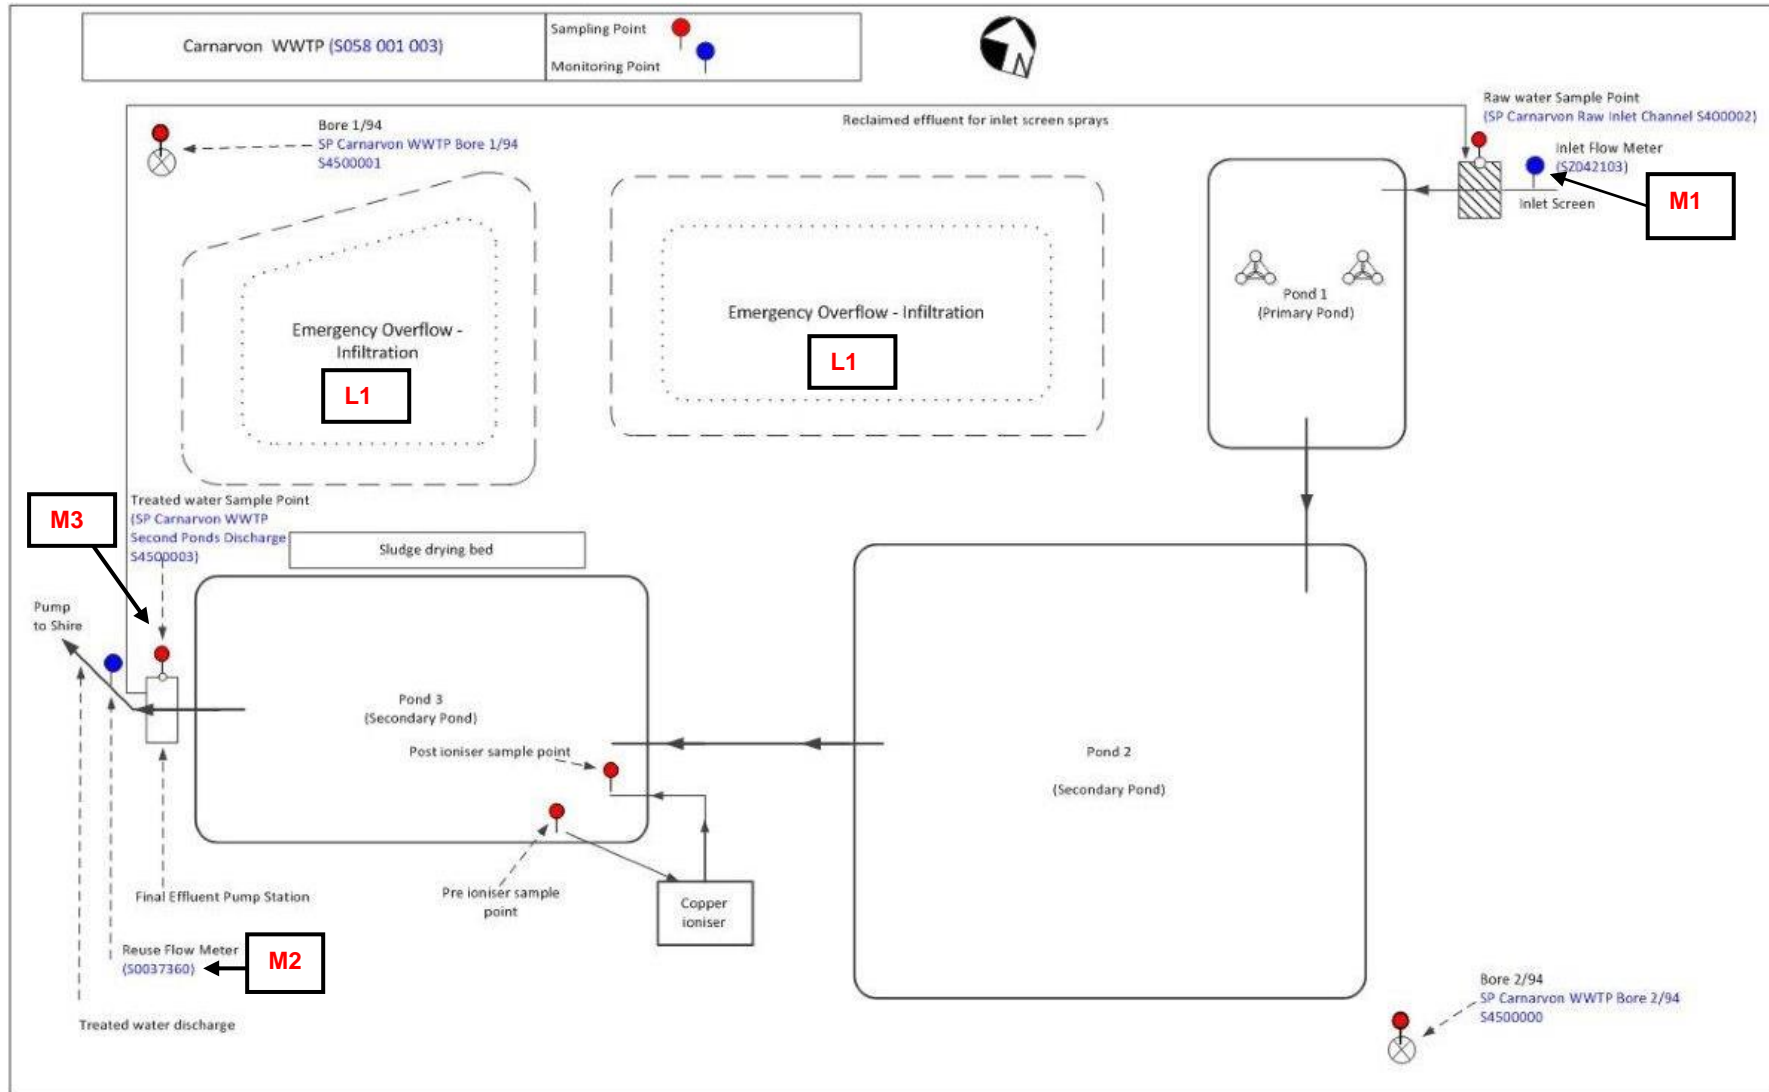 Carnarvon WWTP (S058 001 003)
Sampling Point
Monitoring Point
N
Raw water Sample Point
(SP Carnarvon Raw Inlet Channel S400002)
Reclaimed effluent for inlet screen sprays
Bore 1/94
SP Carnarvon WWTP Bore 1/94
S4500001
Inlet Flow Meter
(SZ042103)
M1
Inlet Screen
Pond 1
(Primary Pond)
Emergency Overflow - Infiltration
L1
Emergency Overflow -
Infiltration
L1
Treated water Sample Point
(SP Carnarvon WWTP
Second Ponds Discharge
S4500003)
M3
Sludge drying bed
Pump
to Shire
Pond 3
(Secondary Pond)
Post ioniser sample point
Pond 2
(Secondary Pond)
Final Effluent Pump Station
Pre ioniser sample
point
Copper
ioniser
Reuse Flow Meter
(S0037360)
M2
Treated water discharge
Bore 2/94
SP Carnarvon WWTP Bore 2/94
S4500000